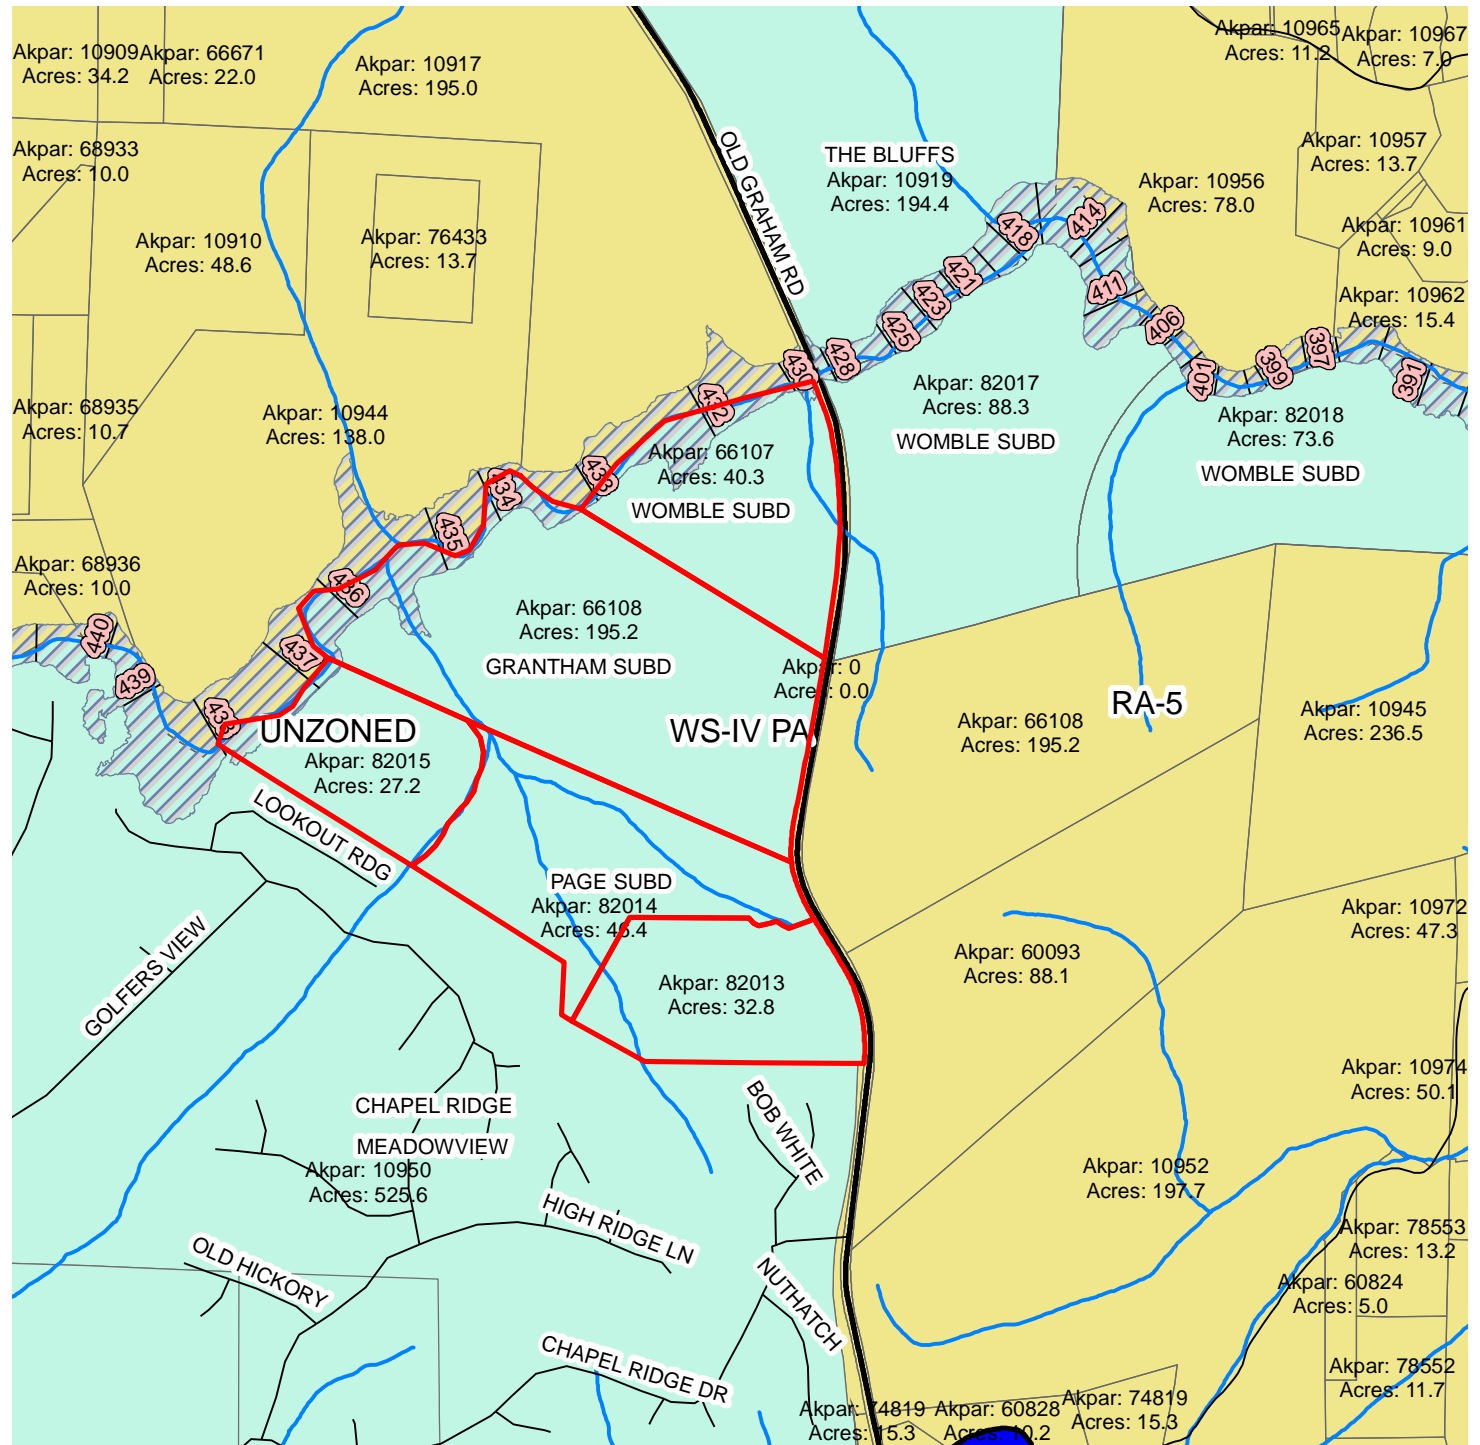 Akpar: 10909
Acres: 34.2
Akpar: 66671
Acres: 22.0
Akpar: 10917
Acres: 195.0
Akpar: 10965
Acres: 11.2
Akpar: 10967
Acres: 7.0
Akpar: 68933
Acres: 10.0
OLD GRAHAM RD
THE BLUFFS
Akpar: 10919
Acres: 194.4
Akpar: 10957
Acres: 13.7
Akpar: 10956
Acres: 78.0
Akpar: 10910
Acres: 48.6
Akpar: 76433
Acres: 13.7
Akpar: 10961
Acres: 9.0
418
414
421
423
425
428
430
411
406
401
399
397
391
Akpar: 10962
Acres: 15.4
Akpar: 68935
Acres: 10.7
Akpar: 10944
Acres: 138.0
432
433
434
435
436
437
438
439
440
Akpar: 82017
Acres: 88.3
WOMBLE SUBD
Akpar: 82018
Acres: 73.6
WOMBLE SUBD
Akpar: 66107
Acres: 40.3
WOMBLE SUBD
Akpar: 68936
Acres: 10.0
Akpar: 66108
Acres: 195.2
GRANTHAM SUBD
Akpar: 0
Acres: 0.0
UNZONED
WS-IV PA
RA-5
Akpar: 82015
Acres: 27.2
Akpar: 66108
Acres: 195.2
Akpar: 10945
Acres: 236.5
LOOKOUT RDG
PAGE SUBD
Akpar: 82014
Acres: 46.4
GOLFERS VIEW
Akpar: 82013
Acres: 32.8
Akpar: 60093
Acres: 88.1
Akpar: 10972
Acres: 47.3
Akpar: 10974
Acres: 50.1
CHAPEL RIDGE
MEADOWVIEW
Akpar: 10950
Acres: 525.6
BOB WHITE
Akpar: 10952
Acres: 197.7
HIGH RIDGE LN
OLD HICKORY
NUTHATCH
Akpar: 78553
Acres: 13.2
Akpar: 60824
Acres: 5.0
CHAPEL RIDGE DR
Akpar: 78552
Acres: 11.7
Akpar: 74819
Acres: 15.3
Akpar: 60828
Acres: 10.2
Akpar: 74819
Acres: 15.3